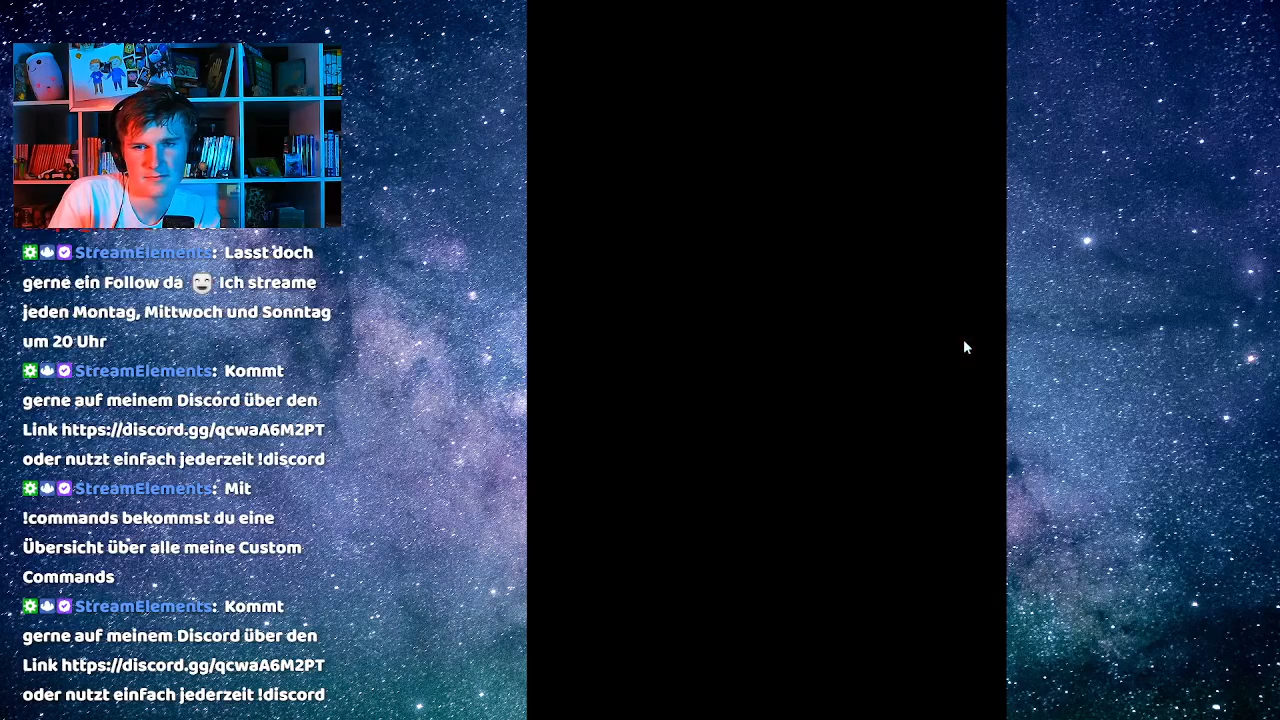 StreamElements: Lasst doch
gerne ein Follow da Ich streame
jeden Montag, Mittwoch und Sonntag
um 20 Uhr
StreamElements: Kommt
gerne auf meinem Discord über den
Link https://discord.gg/qcwaA6M2PT
oder nutzt einfach jederzeit !discord
StreamElements: Mit
!commands bekommst du eine
Übersicht über alle meine Custom
Commands
StreamElements: Kommt
gerne auf meinem Discord über den
Link https://discord.gg/qcwaA6M2PT
oder nutzt einfach jederzeit !discord